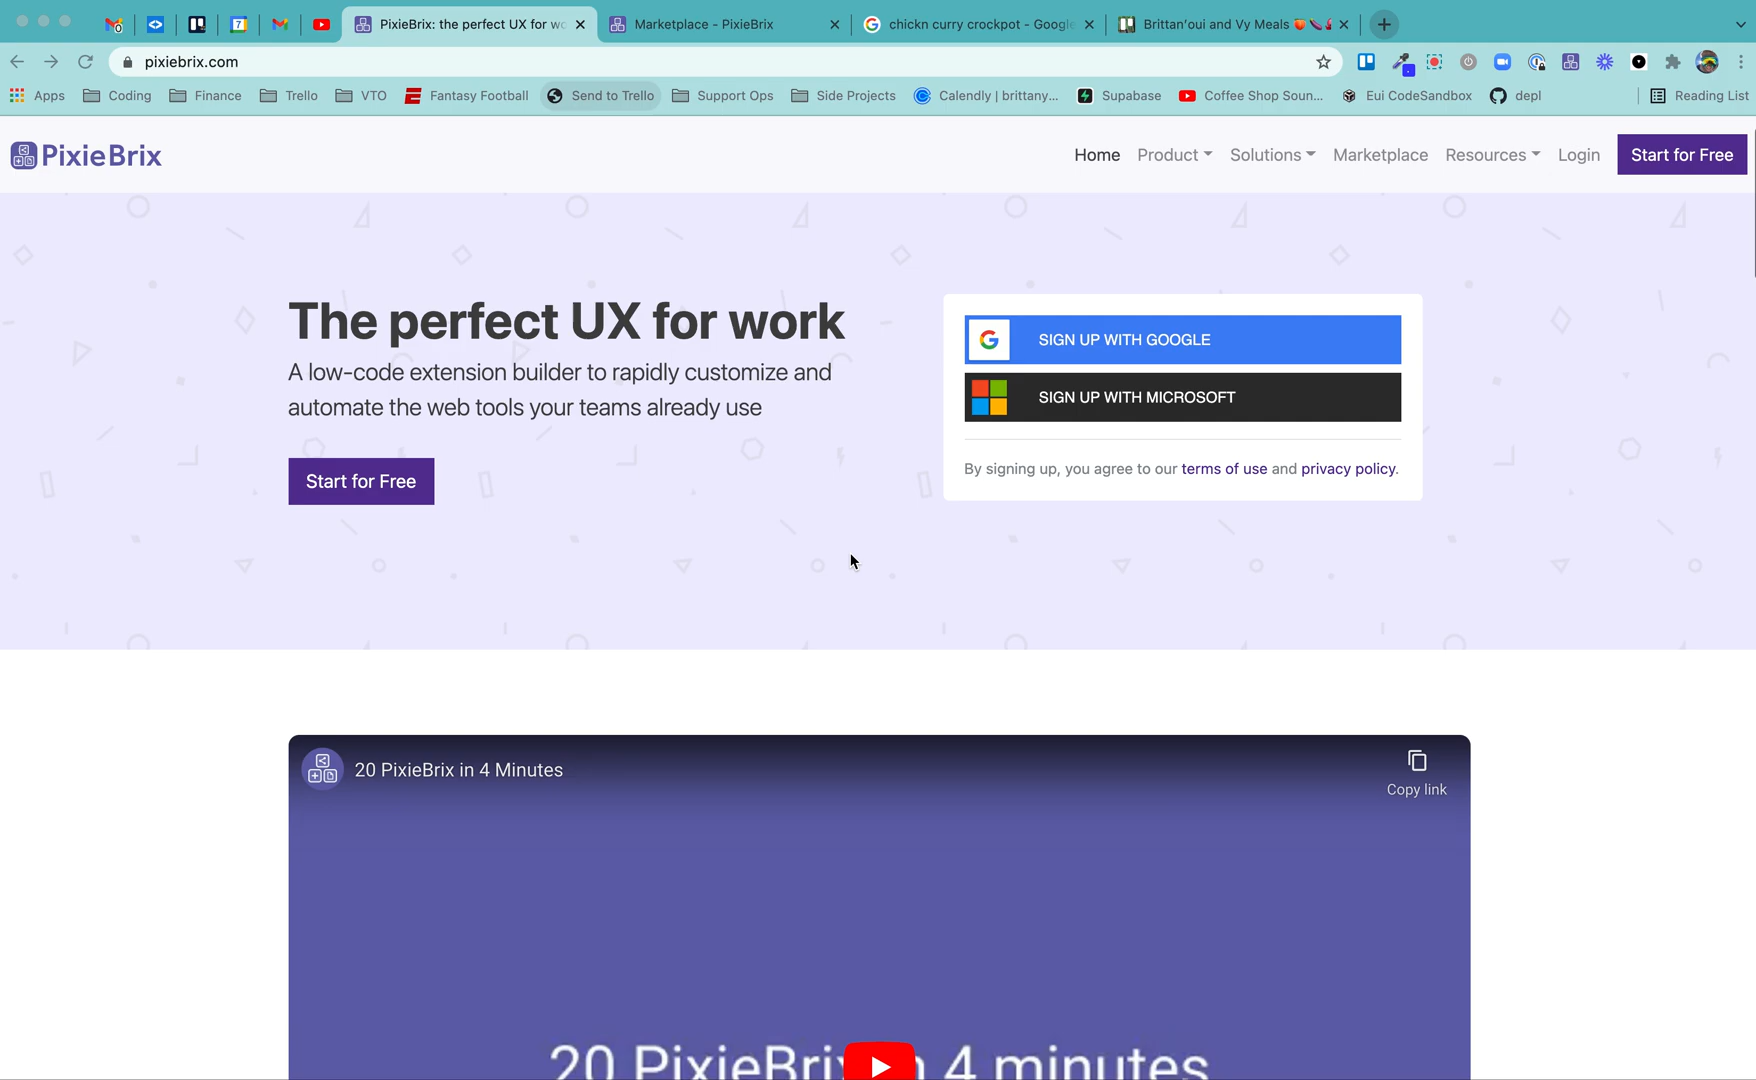 PixieBrix: the perfect UX for wo
Marketplace - PixieBrix
chickn curry crockpot - Google
Brittan'oui and Vy Meals 🍑🍆💃
pixiebrix.com
Apps
Coding
Finance
Trello
VTO
Fantasy Football
Send to Trello
Support Ops
Side Projects
Calendly | brittany...
Supabase
Coffee Shop Soun...
Eui CodeSandbox
depl
Reading List
PixieBrix
Home
Product
Solutions
Marketplace
Resources
Login
Start for Free
The perfect UX for work
A low-code extension builder to rapidly customize and
automate the web tools your teams already use
Start for Free
SIGN UP WITH GOOGLE
SIGN UP WITH MICROSOFT
By signing up, you agree to our terms of use and privacy policy.
20 PixieBrix in 4 Minutes
Copy link
20 PixieBri in 4 minutes